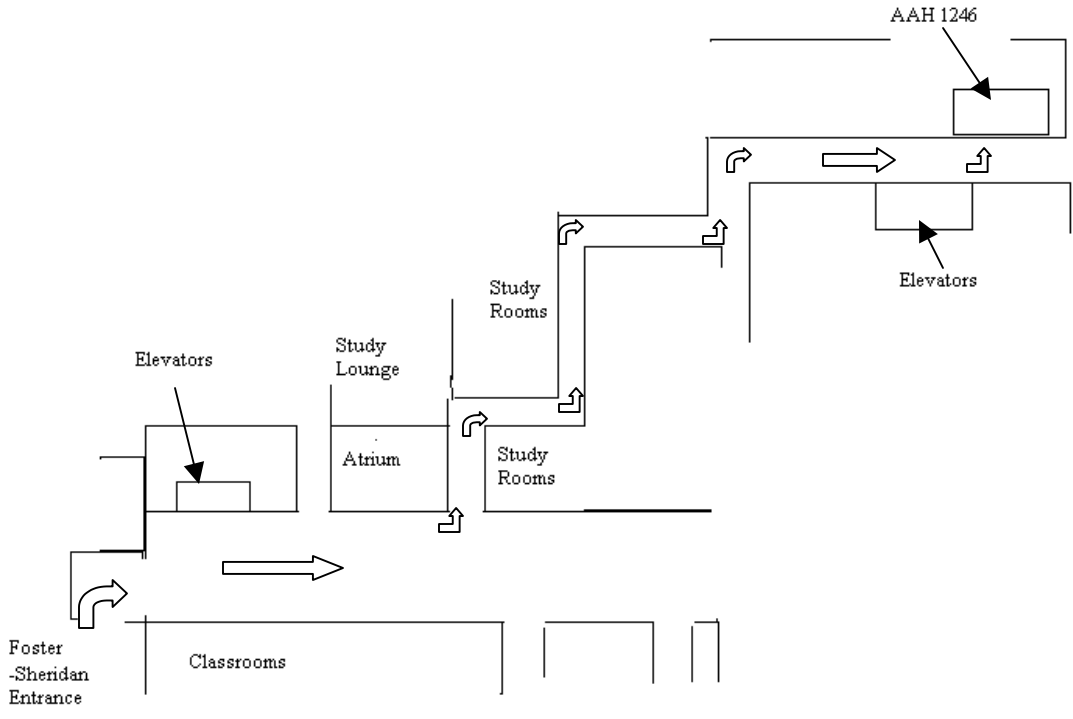 AAH 1246
Elevators
Study
Rooms
Study
Lounge
Elevators
Atrium
Study
Rooms
Foster
-Sheridan
Entrance
Classrooms